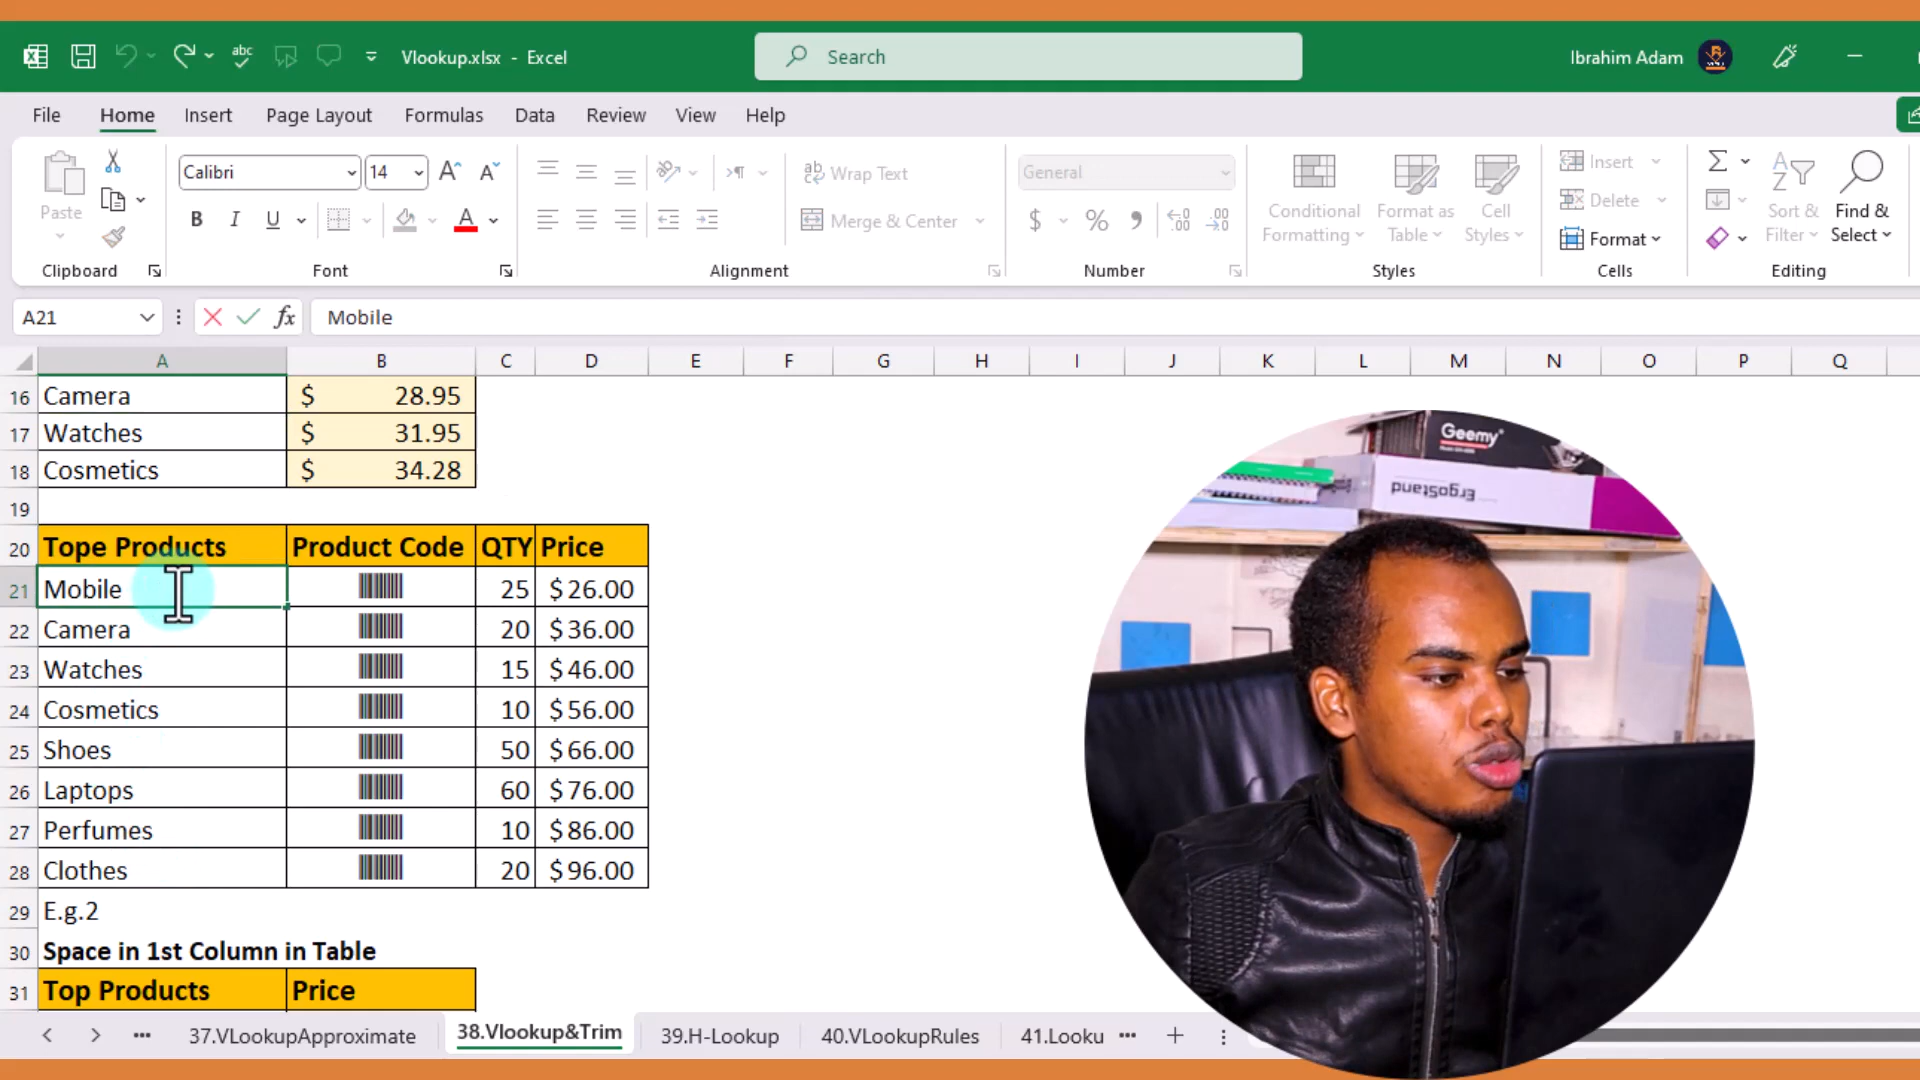 abc
Vlookup.xlsx - Excel
Search
Ibrahim Adam
File Home Insert Page Layout Formulas Data Review View Help
Paste
Clipboard
Calibri 14 A A
B I U A
Font
ab Wrap Text
Merge & Center
Alignment
General
$ % , .00
Number
Conditional Formatting
Format as Table
Cell Styles
Styles
Insert
Delete
Format
Cells
Σ
Sort & Filter
Find & Select
Editing
A21 fx Mobile
A B C D E F G H I J K L M N O P Q
16 Camera $ 28.95
17 Watches $ 31.95
18 Cosmetics $ 34.28
19
20 Tope Products Product Code QTY Price
21 Mobile 25 $ 26.00
22 Camera 20 $ 36.00
23 Watches 15 $ 46.00
24 Cosmetics 10 $ 56.00
25 Shoes 50 $ 66.00
26 Laptops 60 $ 76.00
27 Perfumes 10 $ 86.00
28 Clothes 20 $ 96.00
29 E.g.2
30 Space in 1st Column in Table
31 Top Products Price
37.VLookupApproximate 38.Vlookup&Trim 39.H-Lookup 40.VLookupRules 41.Looku
Geemy
ErgoStand